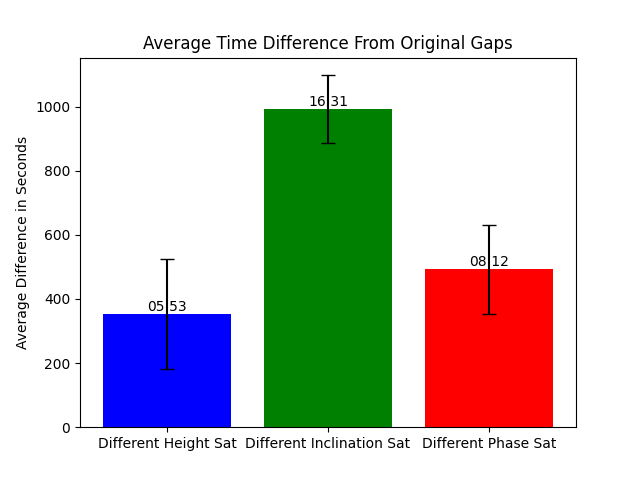 Average Time Difference From Original Gaps
Average Difference in Seconds
1000
800
600
400
200
0
05:53
16:31
08:12
Different Height Sat
Different Inclination Sat
Different Phase Sat